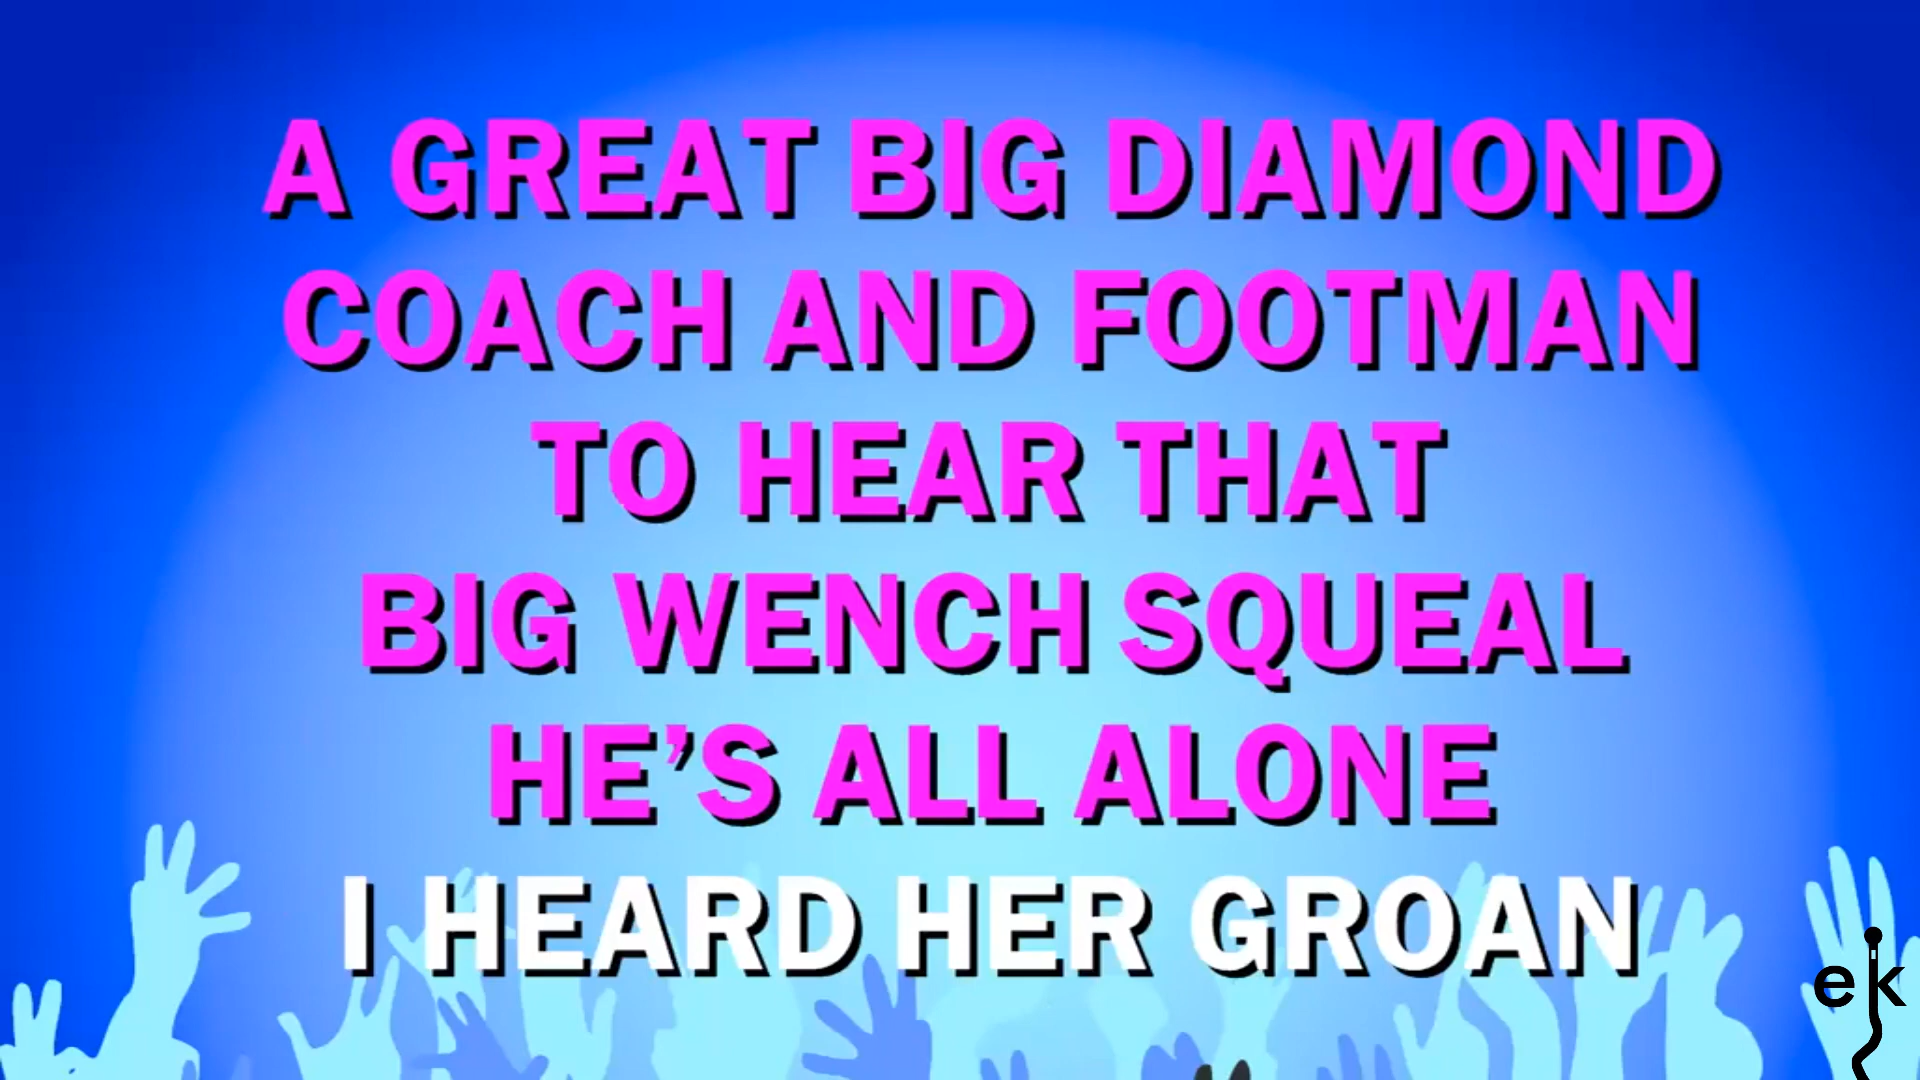 A GREAT BIG DIAMOND
COACH AND FOOTMAN
TO HEAR THAT
BIG WENCH SQUEAL
HE'S ALL ALONE
I HEARD HER GROAN
ek